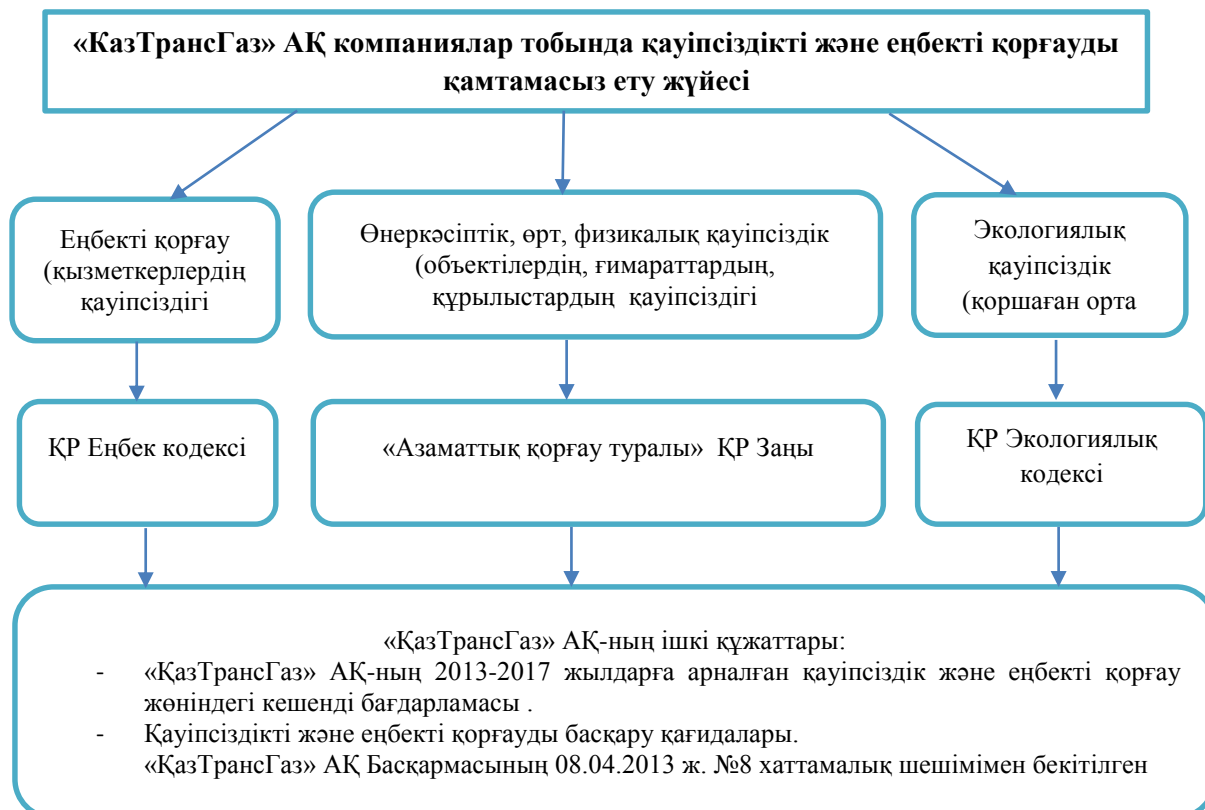 «КазТрансГаз» АҚ компаниялар тобында қауіпсіздікті және еңбекті қорғауды
қамтамасыз ету жүйесі
Еңбекті қорғау
(қызметкерлердің
қауіпсіздігі
Өнеркәсіптік, өрт, физикалық қауіпсіздік
(объектілердің, ғимараттардың,
құрылыстардың қауіпсіздігі
Экологиялық
қауіпсіздік
(қоршаған орта
ҚР Еңбек кодексі
«Азаматтық қорғау туралы» ҚР Заңы
ҚР Экологиялық
кодексі
«ҚазТрансГаз» АҚ-ның ішкі құжаттары:
- «ҚазТрансГаз» АҚ-ның 2013-2017 жылдарға арналған қауіпсіздік және еңбекті қорғау
жөніндегі кешенді бағдарламасы .
- Қауіпсіздікті және еңбекті қорғауды басқару қағидалары.
«ҚазТрансГаз» АҚ Басқармасының 08.04.2013 ж. №8 хаттамалық шешімімен бекітілген